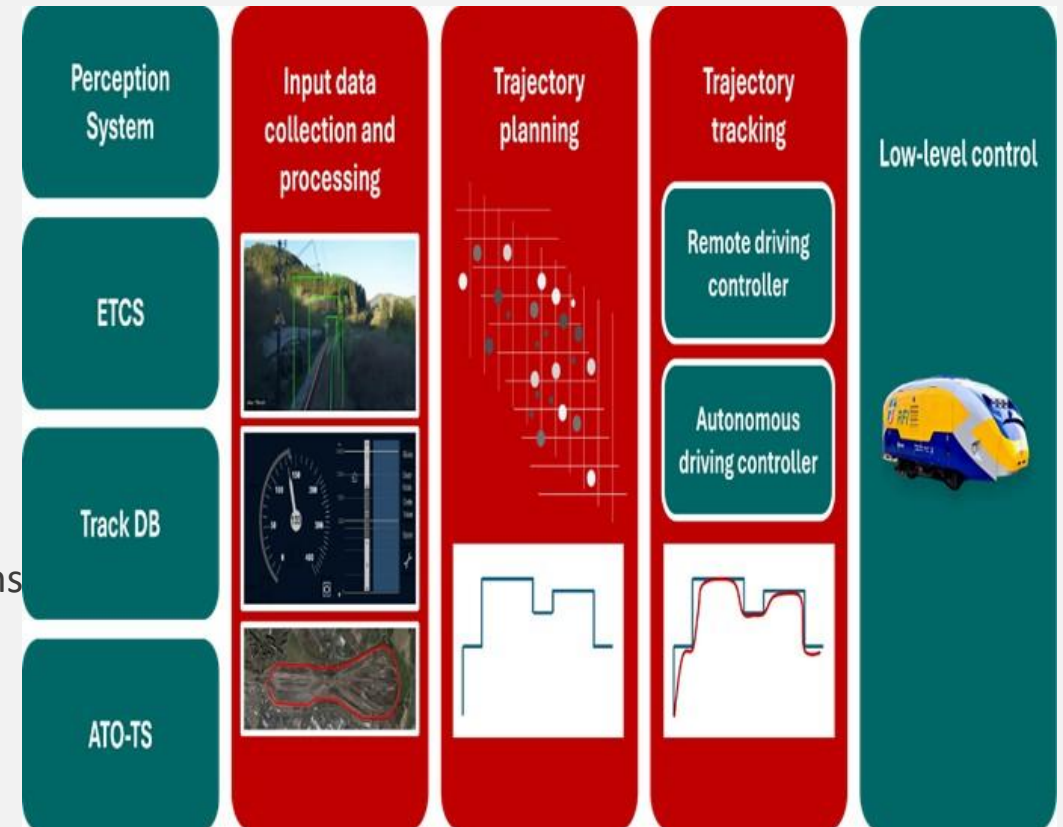 Perception
System
ETCS
Track DB
ns
ATO-TS
Input data
collection and
processing
Trajectory
planning
Trajectory
tracking
Remote driving
controller
Autonomous
driving controller
Low-level control